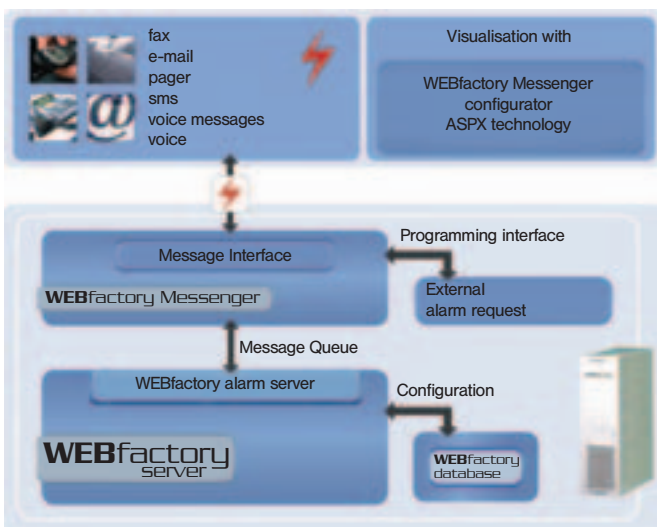 fax
e-mail
pager
sms
voice messages
voice
Visualisation with
WEBfactory Messenger
configurator
ASPX technology
Message Interface
WEBfactory Messenger
Programming interface
External
alarm request
Message Queue
WEBfactory alarm server
WEBfactory
server
Configuration
WEBfactory
database